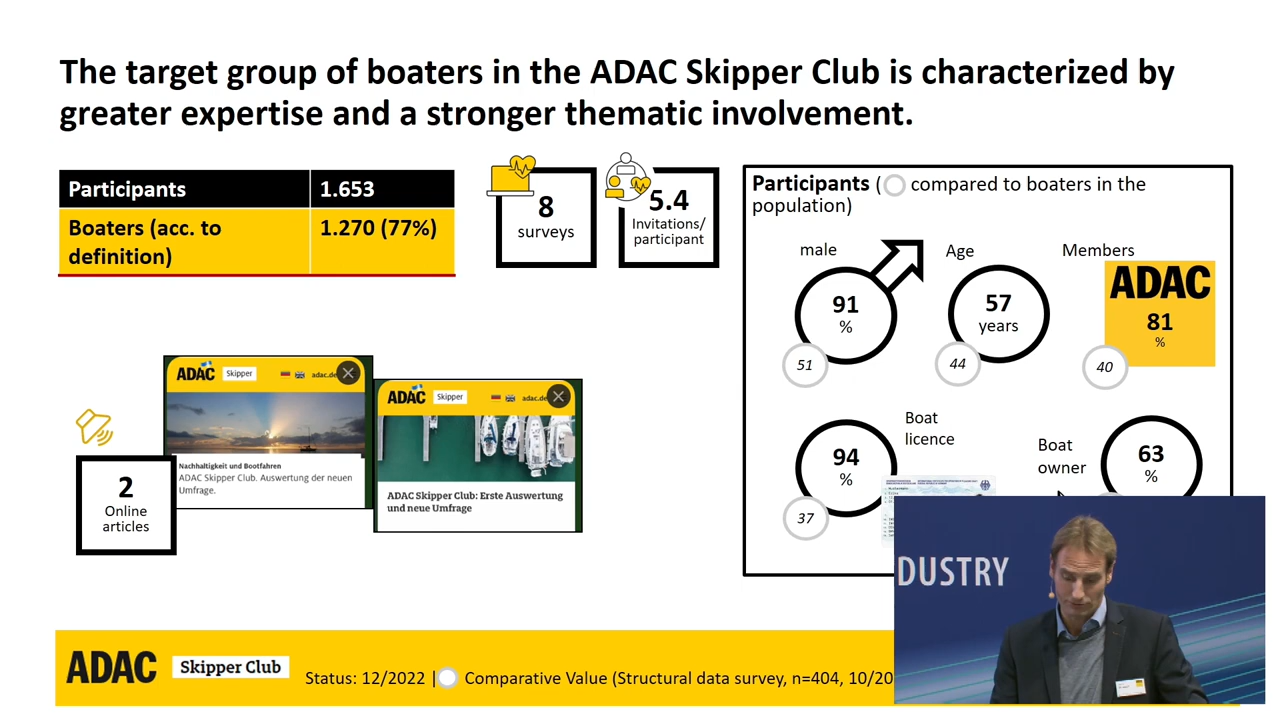 The target group of boaters in the ADAC Skipper Club is characterized by
greater expertise and a stronger thematic involvement.
Participants 1.653
Boaters (acc. to definition) 1.270 (77%)
8
surveys
5.4
Invitations/
participant
Participants ( compared to boaters in the
population)
male
91
%
51
Age
57
years
44
Members
ADAC
81
%
40
Boat
licence
94
%
37
Boat
owner
63
%
2
Online
articles
ADAC Skipper adac.de
Nachhaltigkeit und Bootfahren
ADAC Skipper Club. Auswertung der neuen
Umfrage.
ADAC Skipper adac.de
ADAC Skipper Club: Erste Auswertung
und neue Umfrage
DUSTRY
ADAC Skipper Club
Status: 12/2022 | Comparative Value (Structural data survey, n=404, 10/20